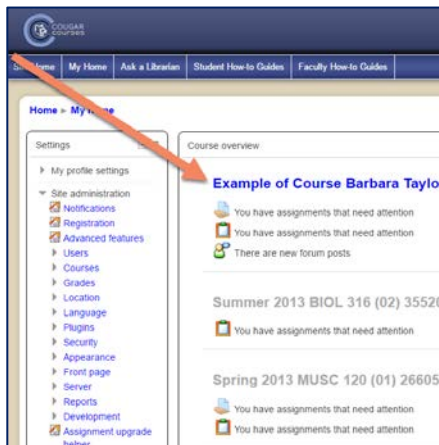 COUGAR
COURSES
Home
My Home
Ask a Librarian
Student How-to Guides
Faculty How-to Guides
Home ► My Home
Settings
My profile settings
Site administration
Notifications
Registration
Advanced features
Users
Courses
Grades
Location
Language
Plugins
Security
Appearance
Front page
Server
Reports
Development
Assignment upgrade
helper
Course overview
Example of Course Barbara Taylo
You have assignments that need attention
You have assignments that need attention
There are new forum posts
Summer 2013 BIOL 316 (02) 35520
You have assignments that need attention
Spring 2013 MUSC 120 (01) 26605
You have assignments that need attention
You have assignments that need attention